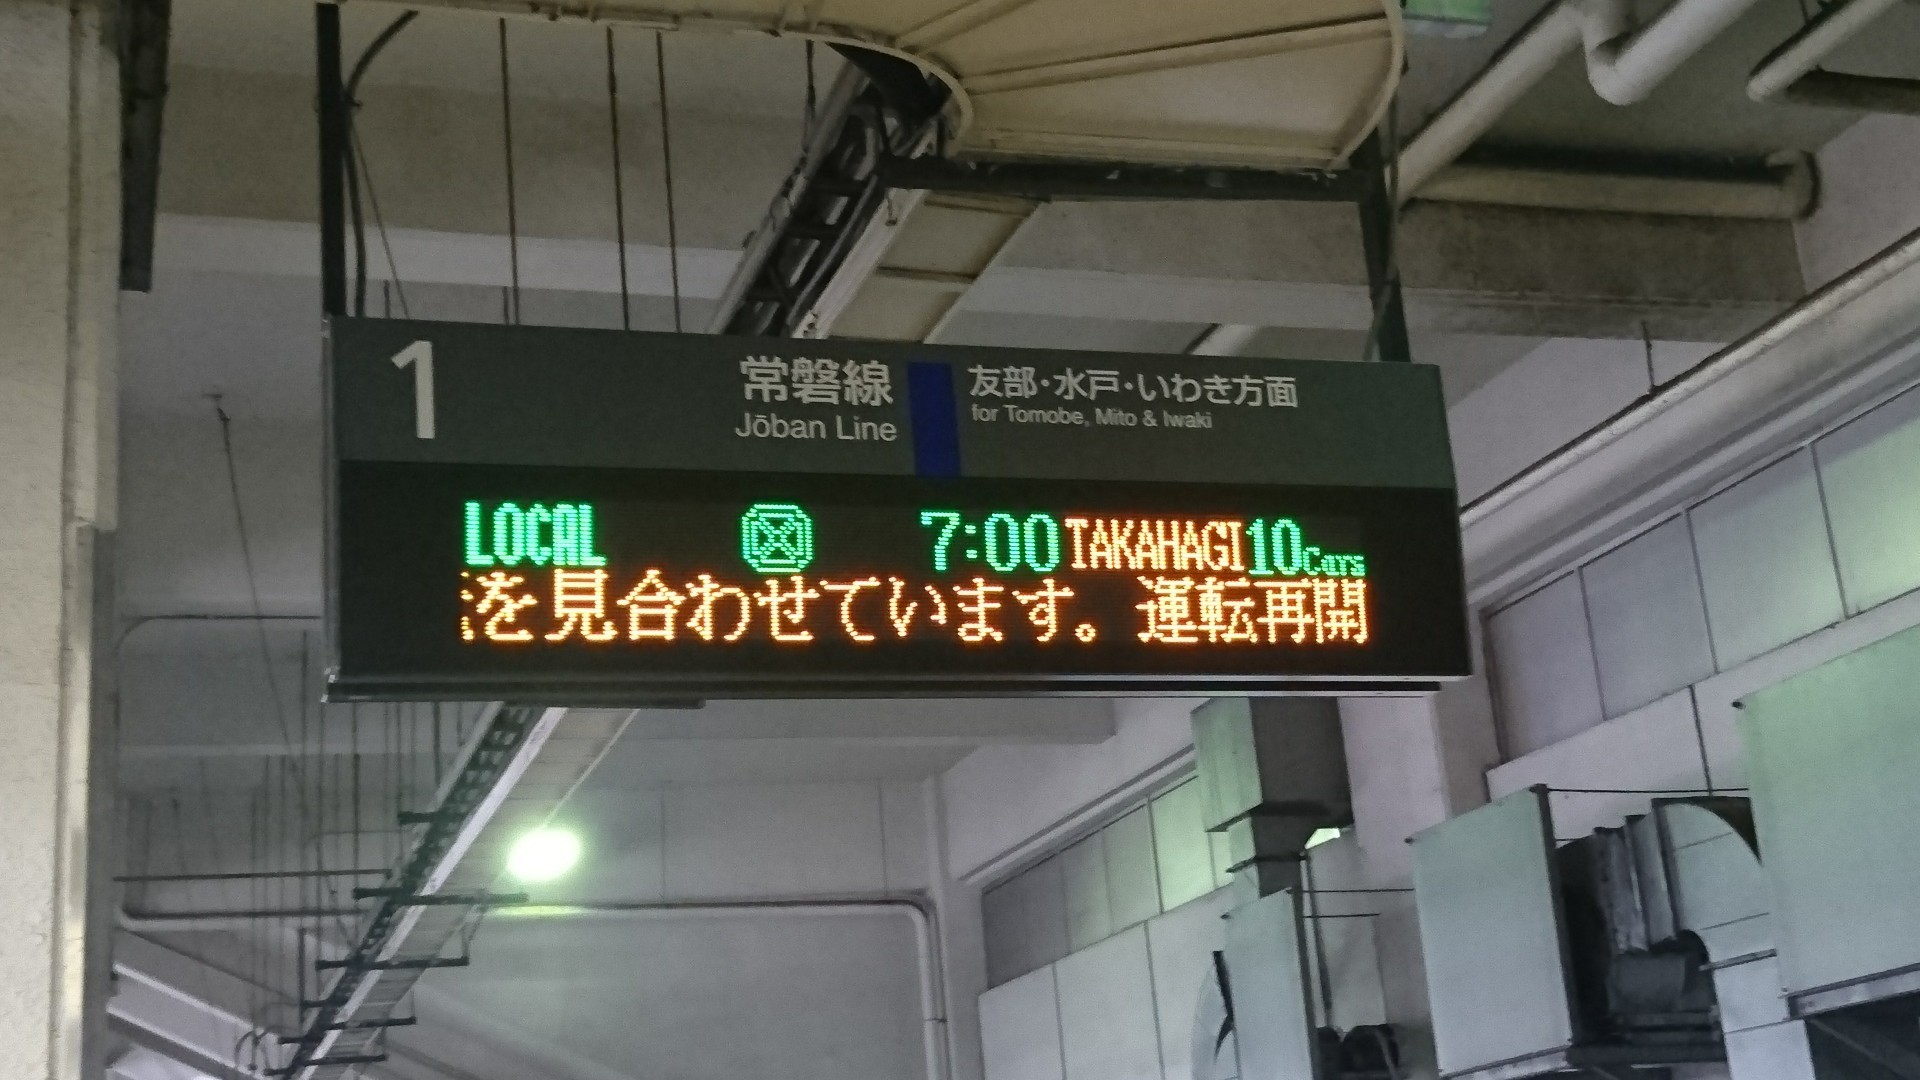 1
常磐線
Jōban Line
友部・水戸・いわき方面
for Tomobe, Mito & Iwaki
LOCAL 7:00 TAKAHAGI 10Cars
を見合わせています。運転再開